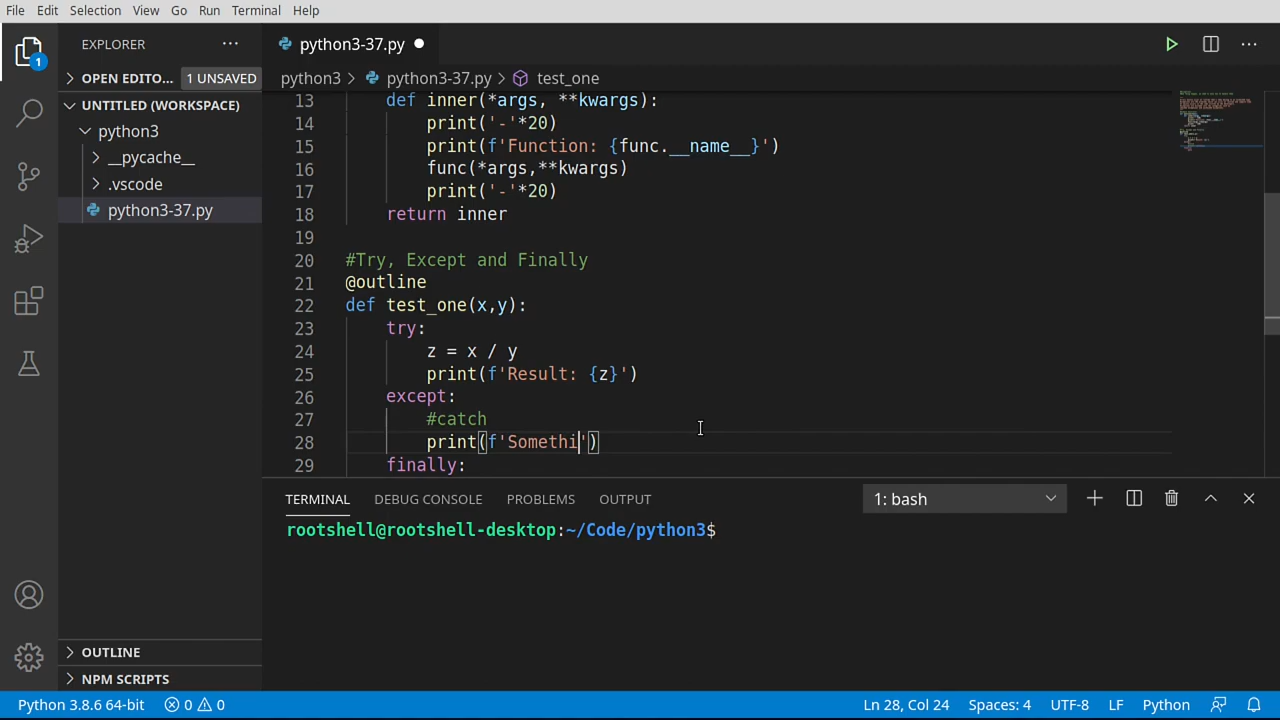 File Edit Selection View Go Run Terminal Help
EXPLORER
python3-37.py
OPEN EDITO... 1 UNSAVED
python3 > python3-37.py > test_one
UNTITLED (WORKSPACE)
python3
__pycache__
.vscode
python3-37.py
13 def inner(*args, **kwargs):
14 print('-'*20)
15 print(f'Function: {func.__name__}')
16 func(*args,**kwargs)
17 print('-'*20)
18 return inner
19
20 #Try, Except and Finally
21 @outline
22 def test_one(x,y):
23 try:
24 z = x / y
25 print(f'Result: {z}')
26 except:
27 #catch
28 print(f'Somethi')
29 finally:
1
TERMINAL DEBUG CONSOLE PROBLEMS OUTPUT 1: bash
rootshell@rootshell-desktop:~/Code/python3$
OUTLINE
NPM SCRIPTS
Python 3.8.6 64-bit 0 0 Ln 28, Col 24 Spaces: 4 UTF-8 LF Python